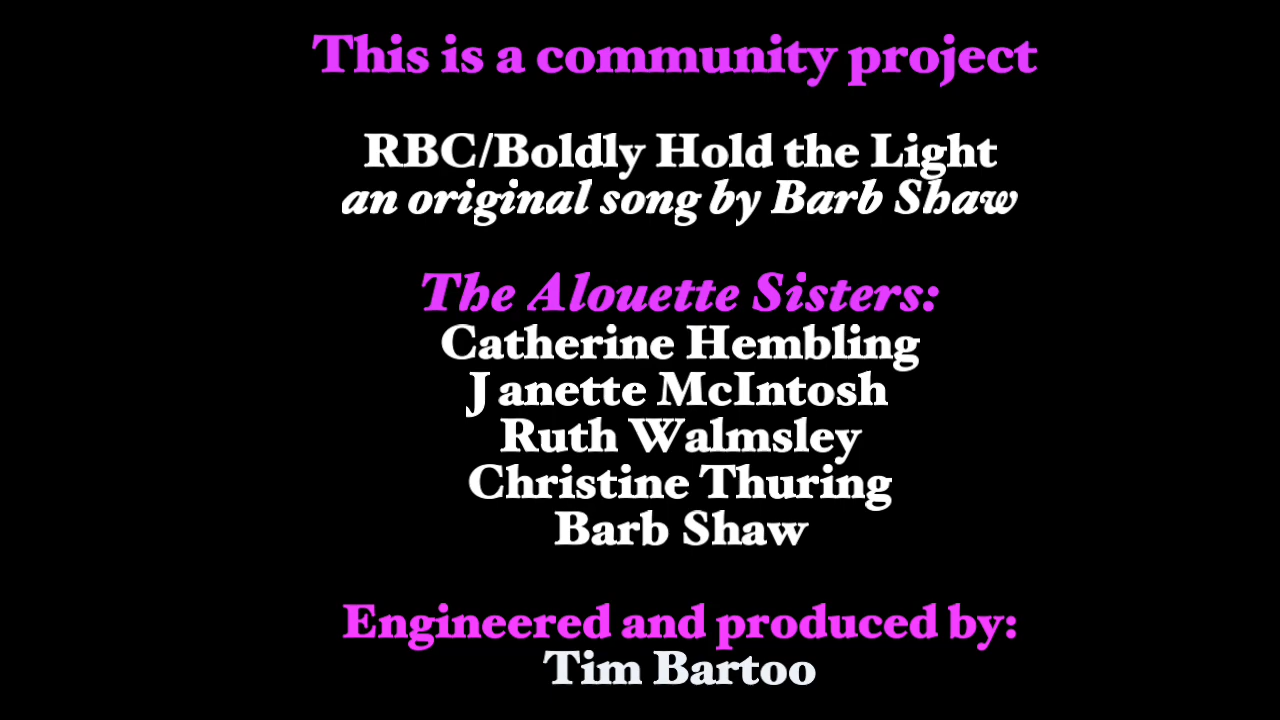 This is a community project
RBC/Boldly Hold the Light
an original song by Barb Shaw
The Alouette Sisters:
Catherine Hembling
Janette McIntosh
Ruth Walmsley
Christine Thuring
Barb Shaw
Engineered and produced by:
Tim Bartoo